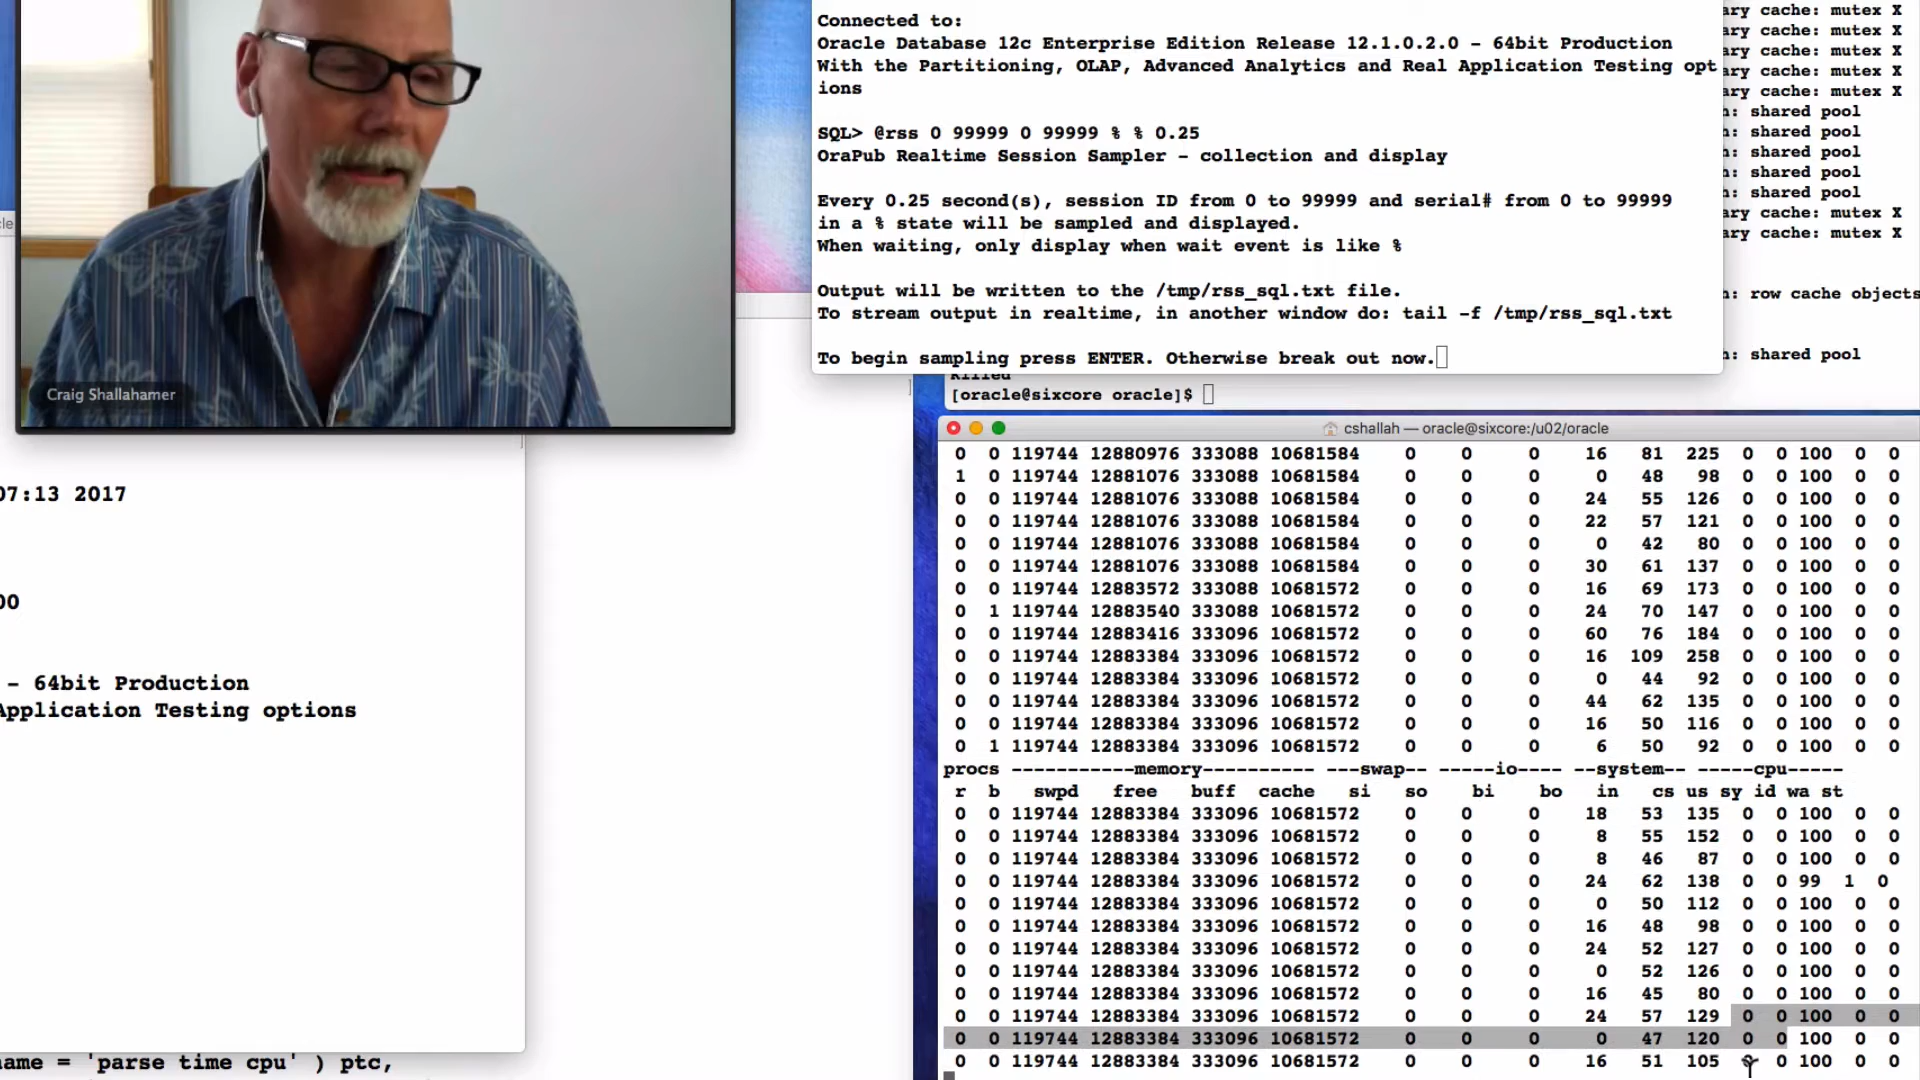 Connected to:
Oracle Database 12c Enterprise Edition Release 12.1.0.2.0 - 64bit Production
With the Partitioning, OLAP, Advanced Analytics and Real Application Testing opt
ions
SQL> @rss 0 99999 0 99999 % % 0.25
OraPub Realtime Session Sampler - collection and display
Every 0.25 second(s), session ID from 0 to 99999 and serial# from 0 to 99999
in a % state will be sampled and displayed.
When waiting, only display when wait event is like %
Output will be written to the /tmp/rss_sql.txt file.
To stream output in realtime, in another window do: tail -f /tmp/rss_sql.txt
To begin sampling press ENTER. Otherwise break out now.
ary cache: mutex X
ary cache: mutex X
ary cache: mutex X
ary cache: mutex X
ary cache: mutex X
h: shared pool
h: shared pool
h: shared pool
h: shared pool
h: shared pool
ary cache: mutex X
ary cache: mutex X
h: row cache objects
h: shared pool
Killed
[oracle@sixcore oracle]$
Craig Shallahamer
cle
07:13 2017
00
- 64bit Production
Application Testing options
name = 'parse time cpu' ) ptc,
cshallah — oracle@sixcore:/u02/oracle
0 0 119744 12880976 333088 10681584 0 0 0 16 81 225 0 0 100 0 0
1 0 119744 12881076 333088 10681584 0 0 0 0 48 98 0 0 100 0 0
0 0 119744 12881076 333088 10681584 0 0 0 24 55 126 0 0 100 0 0
0 0 119744 12881076 333088 10681584 0 0 0 22 57 121 0 0 100 0 0
0 0 119744 12881076 333088 10681584 0 0 0 0 42 80 0 0 100 0 0
0 0 119744 12881076 333088 10681584 0 0 0 30 61 137 0 0 100 0 0
0 0 119744 12883572 333088 10681572 0 0 0 16 69 173 0 0 100 0 0
0 1 119744 12883540 333088 10681572 0 0 0 24 70 147 0 0 100 0 0
0 0 119744 12883416 333096 10681572 0 0 0 60 76 184 0 0 100 0 0
0 0 119744 12883384 333096 10681572 0 0 0 16 109 258 0 0 100 0 0
0 0 119744 12883384 333096 10681572 0 0 0 0 44 92 0 0 100 0 0
0 0 119744 12883384 333096 10681572 0 0 0 44 62 135 0 0 100 0 0
0 0 119744 12883384 333096 10681572 0 0 0 16 50 116 0 0 100 0 0
0 1 119744 12883384 333096 10681572 0 0 0 6 50 92 0 0 100 0 0
procs -----------memory---------- ---swap-- -----io---- --system-- -----cpu-----
r b swpd free buff cache si so bi bo in cs us sy id wa st
0 0 119744 12883384 333096 10681572 0 0 0 18 53 135 0 0 100 0 0
0 0 119744 12883384 333096 10681572 0 0 0 8 55 152 0 0 100 0 0
0 0 119744 12883384 333096 10681572 0 0 0 8 46 87 0 0 100 0 0
0 0 119744 12883384 333096 10681572 0 0 0 24 62 138 0 0 99 1 0
0 0 119744 12883384 333096 10681572 0 0 0 0 50 112 0 0 100 0 0
0 0 119744 12883384 333096 10681572 0 0 0 16 48 98 0 0 100 0 0
0 0 119744 12883384 333096 10681572 0 0 0 24 52 127 0 0 100 0 0
0 0 119744 12883384 333096 10681572 0 0 0 0 52 126 0 0 100 0 0
0 0 119744 12883384 333096 10681572 0 0 0 16 45 80 0 0 100 0 0
0 0 119744 12883384 333096 10681572 0 0 0 24 57 129 0 0 100 0 0
0 0 119744 12883384 333096 10681572 0 0 0 0 47 120 0 0 100 0 0
0 0 119744 12883384 333096 10681572 0 0 0 16 51 105 0 0 100 0 0